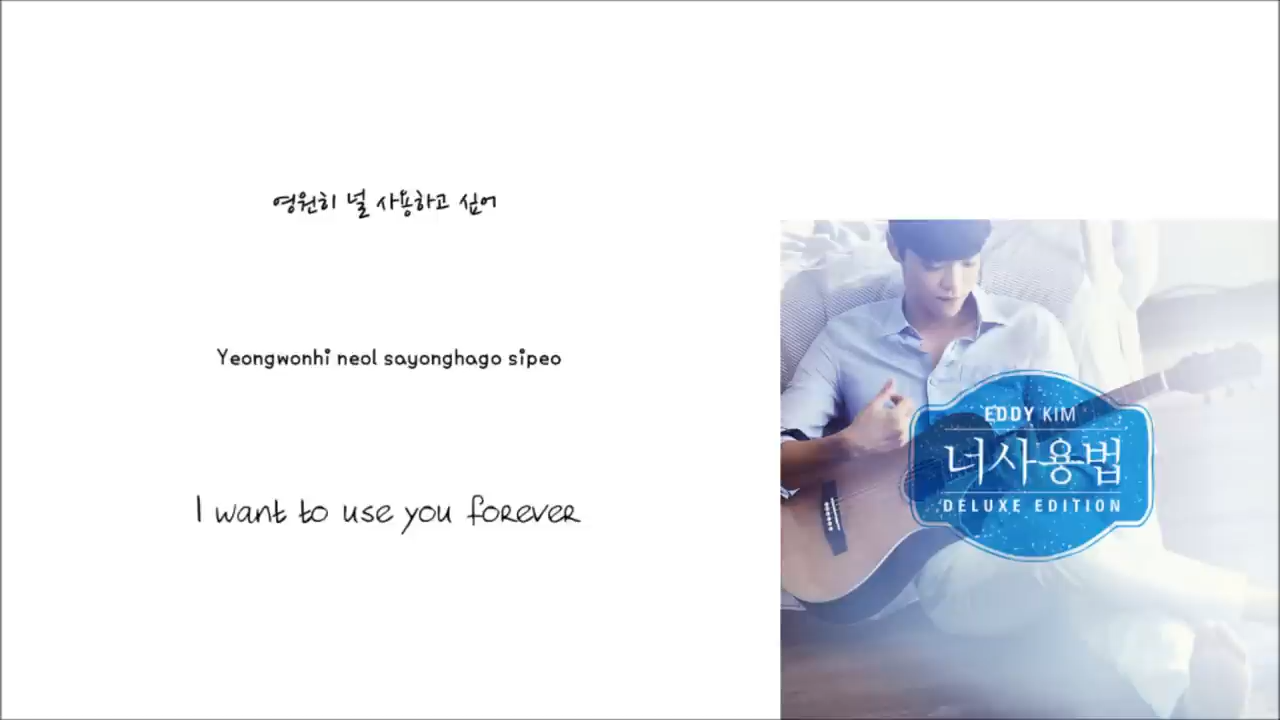 영원히 널 사용하고 싶어
Yeongwonhi neol sayonghago sipeo
I want to use you forever
EDDY KIM
너사용법
DELUXE EDITION